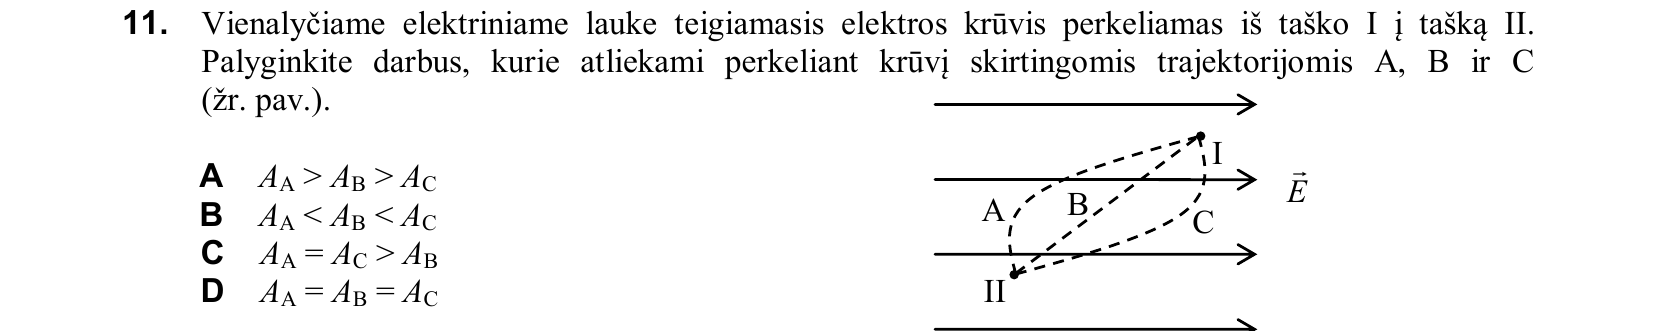 11. Vienalyčiame elektriniame lauke teigiamasis elektros krūvis perkeliamas iš taško I į tašką II.
Palyginkite darbus, kurie atliekami perkeliant krūvį skirtingomis trajektorijomis A, B ir C
(žr. pav.).
A A_A > A_B > A_C
B A_A < A_B < A_C
C A_A = A_C > A_B
D A_A = A_B = A_C
I
E⃗
A
B
C
II